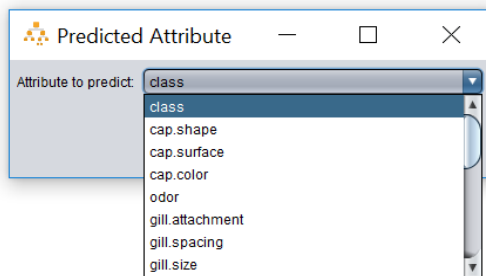 Predicted Attribute
Attribute to predict: class
class
cap.shape
cap.surface
cap.color
odor
gill.attachment
gill.spacing
gill.size